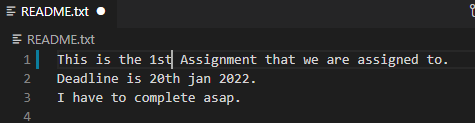 README.txt
README.txt
1 This is the 1st Assignment that we are assigned to.
2 Deadline is 20th jan 2022.
3 I have to complete asap.
4